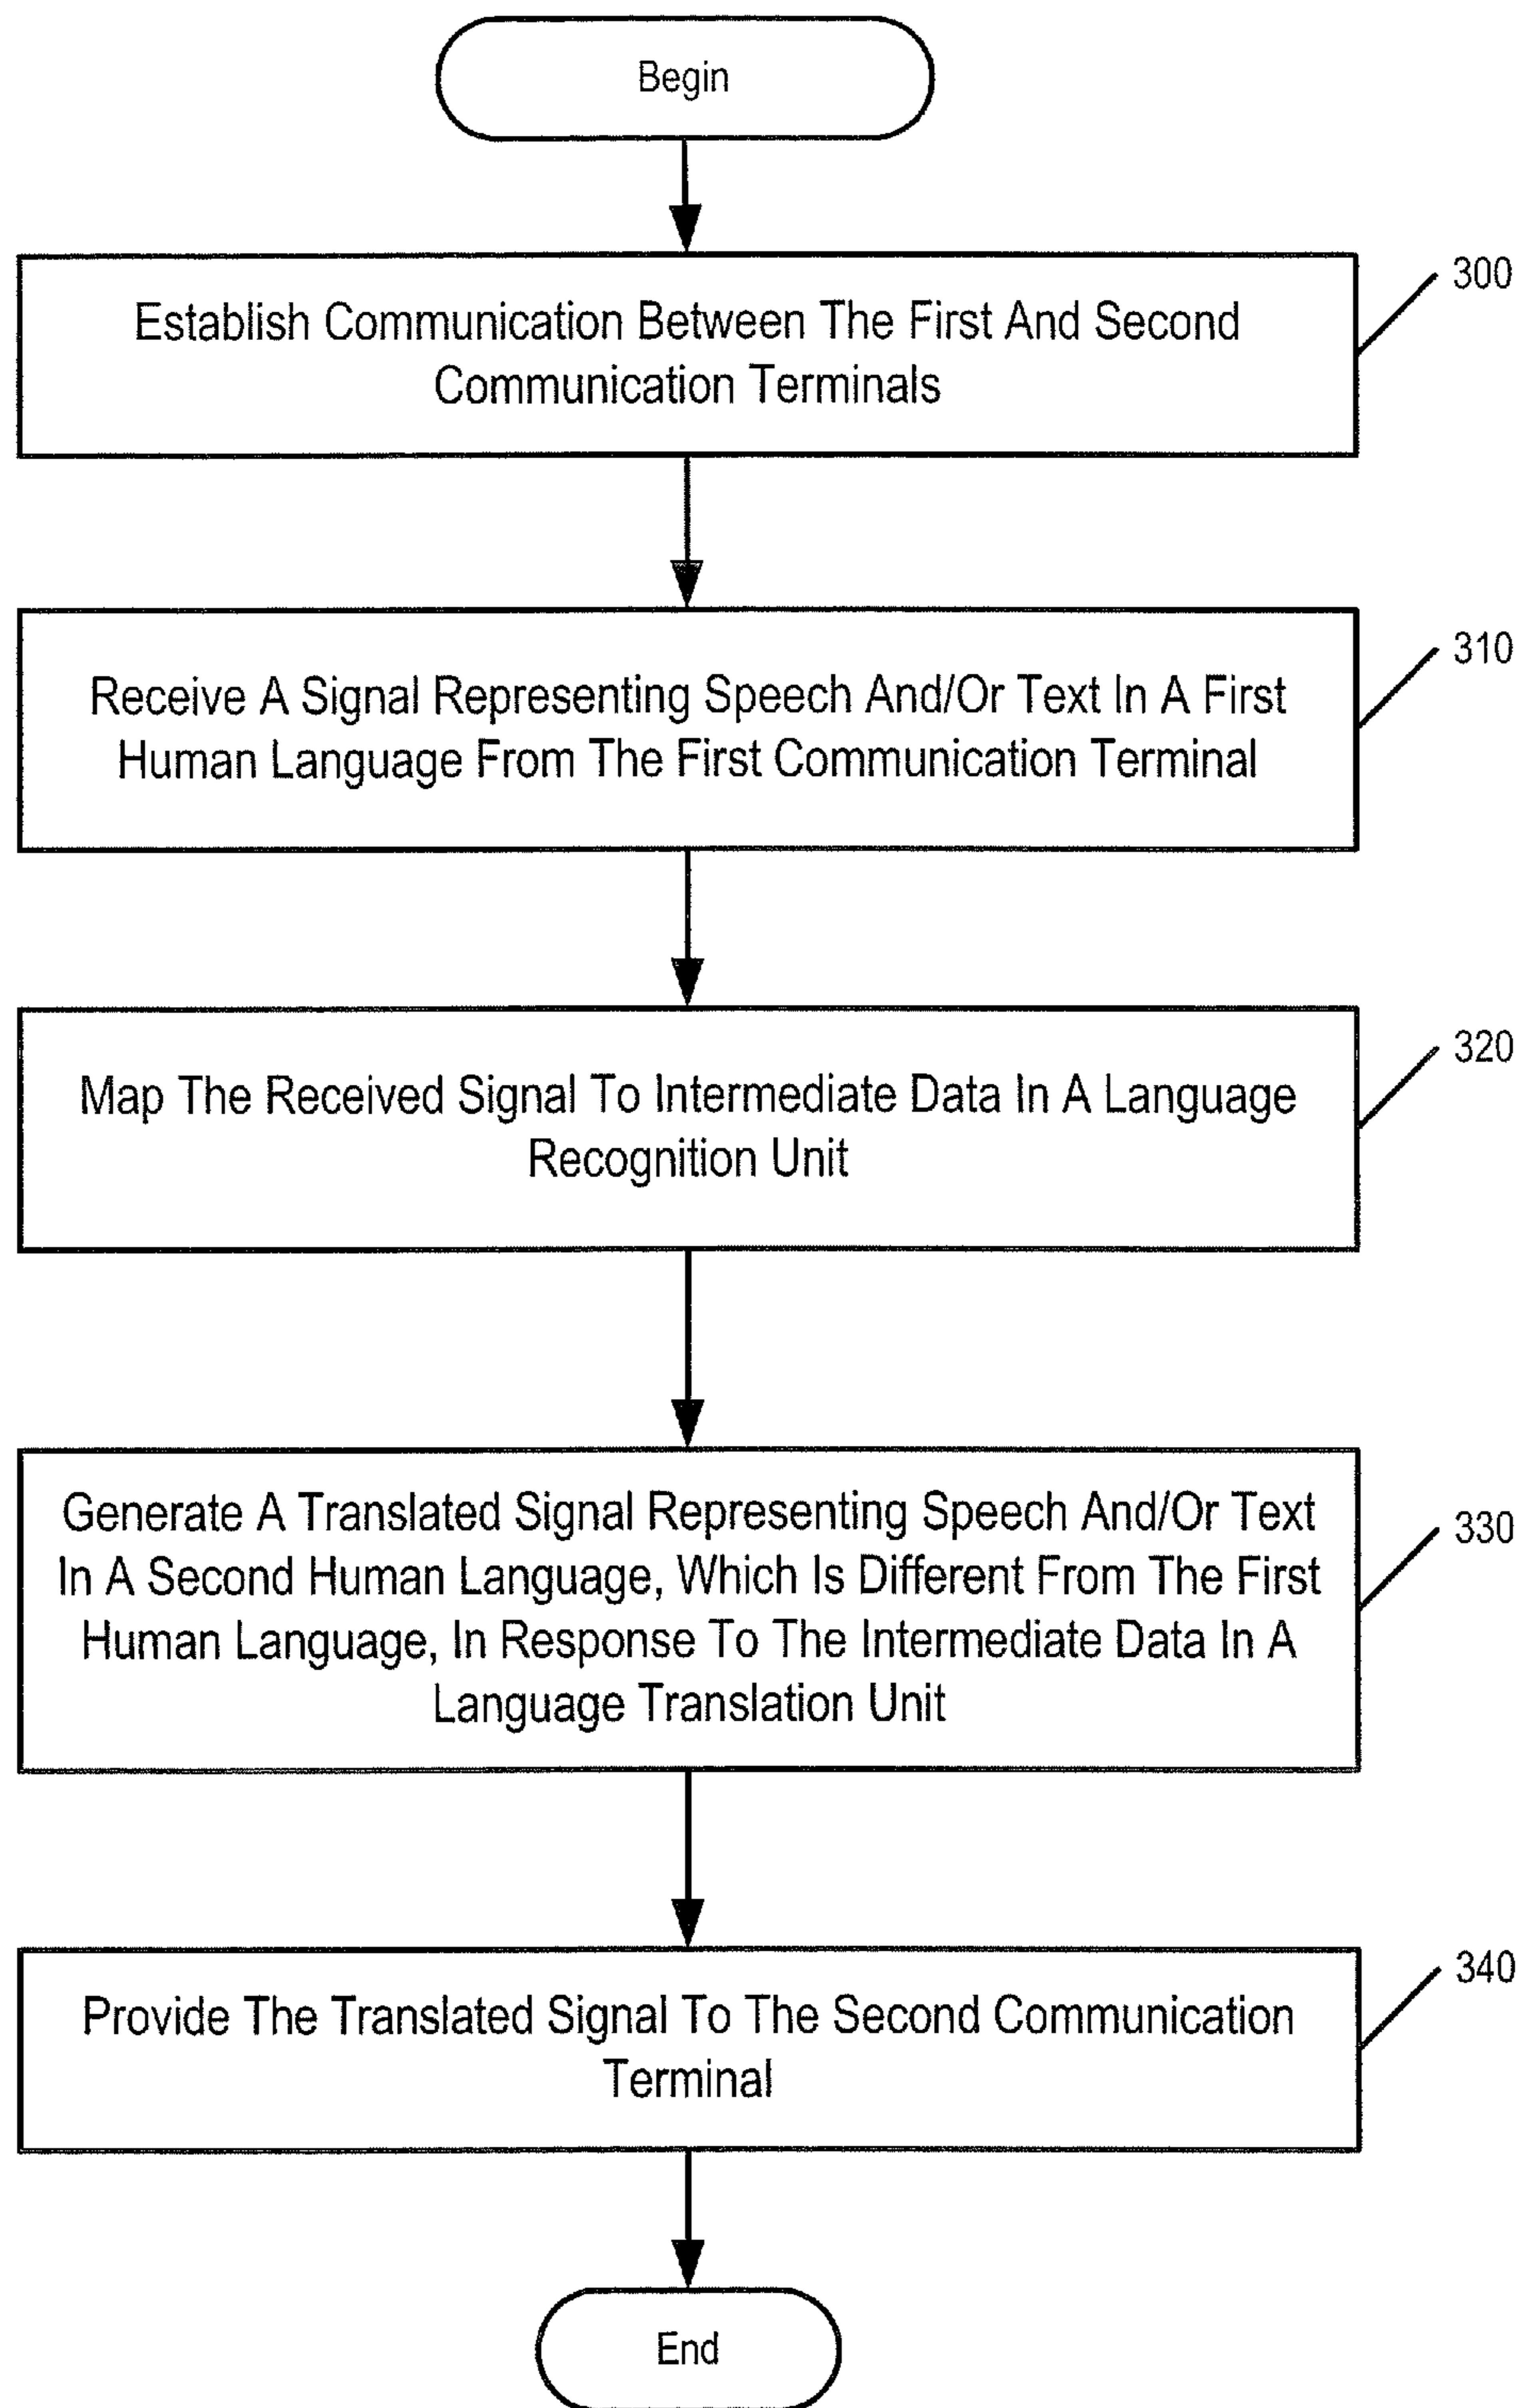 Begin
300
Establish Communication Between The First And Second
Communication Terminals
310
Receive A Signal Representing Speech And/Or Text In A First
Human Language From The First Communication Terminal
320
Map The Received Signal To Intermediate Data In A Language
Recognition Unit
330
Generate A Translated Signal Representing Speech And/Or Text
In A Second Human Language, Which Is Different From The First
Human Language, In Response To The Intermediate Data In A
Language Translation Unit
340
Provide The Translated Signal To The Second Communication
Terminal
End